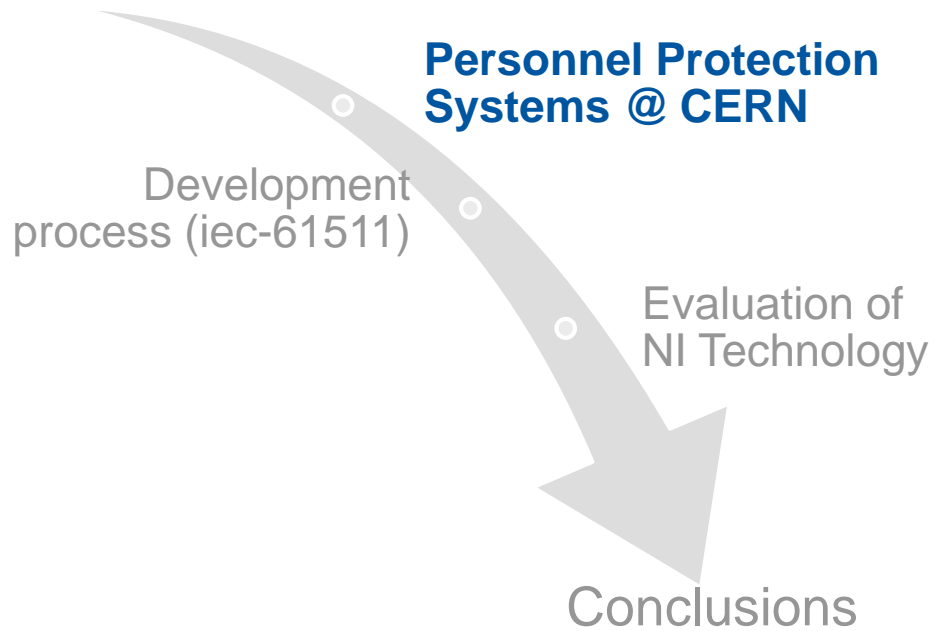 Personnel Protection
Systems @ CERN
Development
process (iec-61511)
Evaluation of
NI Technology
Conclusions